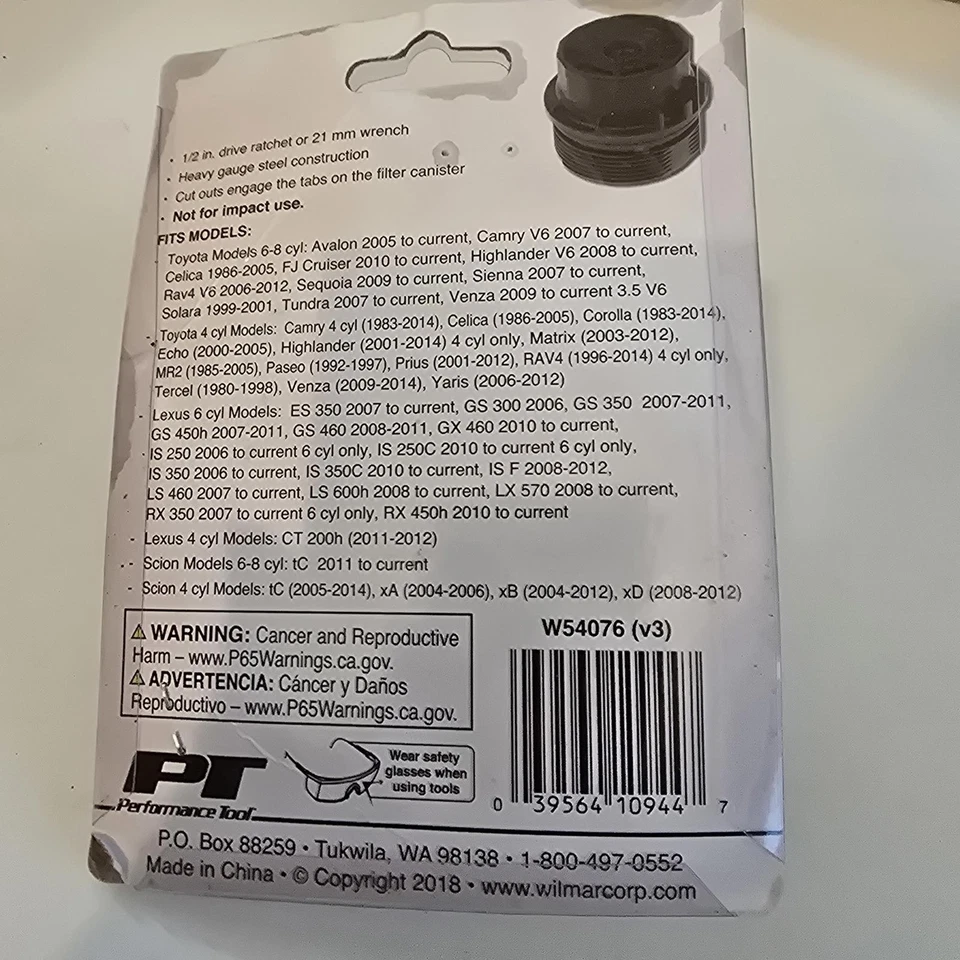 • 1/2 in. drive ratchet or 21 mm wrench
• Heavy gauge steel construction
• Cut outs engage the tabs on the filter canister
• Not for impact use.
FITS MODELS:
- Toyota Models 6-8 cyl: Avalon 2005 to current, Camry V6 2007 to current,
Celica 1986-2005, FJ Cruiser 2010 to current, Highlander V6 2008 to current,
Rav4 V6 2006-2012, Sequoia 2009 to current, Sienna 2007 to current,
Solara 1999-2001, Tundra 2007 to current, Venza 2009 to current 3.5 V6
- Toyota 4 cyl Models: Camry 4 cyl (1983-2014), Celica (1986-2005), Corolla (1983-2014),
Echo (2000-2005), Highlander (2001-2014) 4 cyl only, Matrix (2003-2012),
MR2 (1985-2005), Paseo (1992-1997), Prius (2001-2012), RAV4 (1996-2014) 4 cyl only,
Tercel (1980-1998), Venza (2009-2014), Yaris (2006-2012)
- Lexus 6 cyl Models: ES 350 2007 to current, GS 300 2006, GS 350 2007-2011,
GS 450h 2007-2011, GS 460 2008-2011, GX 460 2010 to current,
IS 250 2006 to current 6 cyl only, IS 250C 2010 to current 6 cyl only,
IS 350 2006 to current, IS 350C 2010 to current, IS F 2008-2012,
LS 460 2007 to current, LS 600h 2008 to current, LX 570 2008 to current,
RX 350 2007 to current 6 cyl only, RX 450h 2010 to current
- Lexus 4 cyl Models: CT 200h (2011-2012)
- Scion Models 6-8 cyl: tC 2011 to current
- Scion 4 cyl Models: tC (2005-2014), xA (2004-2006), xB (2004-2012), xD (2008-2012)
⚠ WARNING: Cancer and Reproductive
Harm – www.P65Warnings.ca.gov.
⚠ ADVERTENCIA: Cáncer y Daños
Reproductivo – www.P65Warnings.ca.gov.
W54076 (v3)
0 39564 10944 7
PT
Performance Tool
Wear safety
glasses when
using tools
P.O. Box 88259 • Tukwila, WA 98138 • 1-800-497-0552
Made in China • © Copyright 2018 • www.wilmarcorp.com